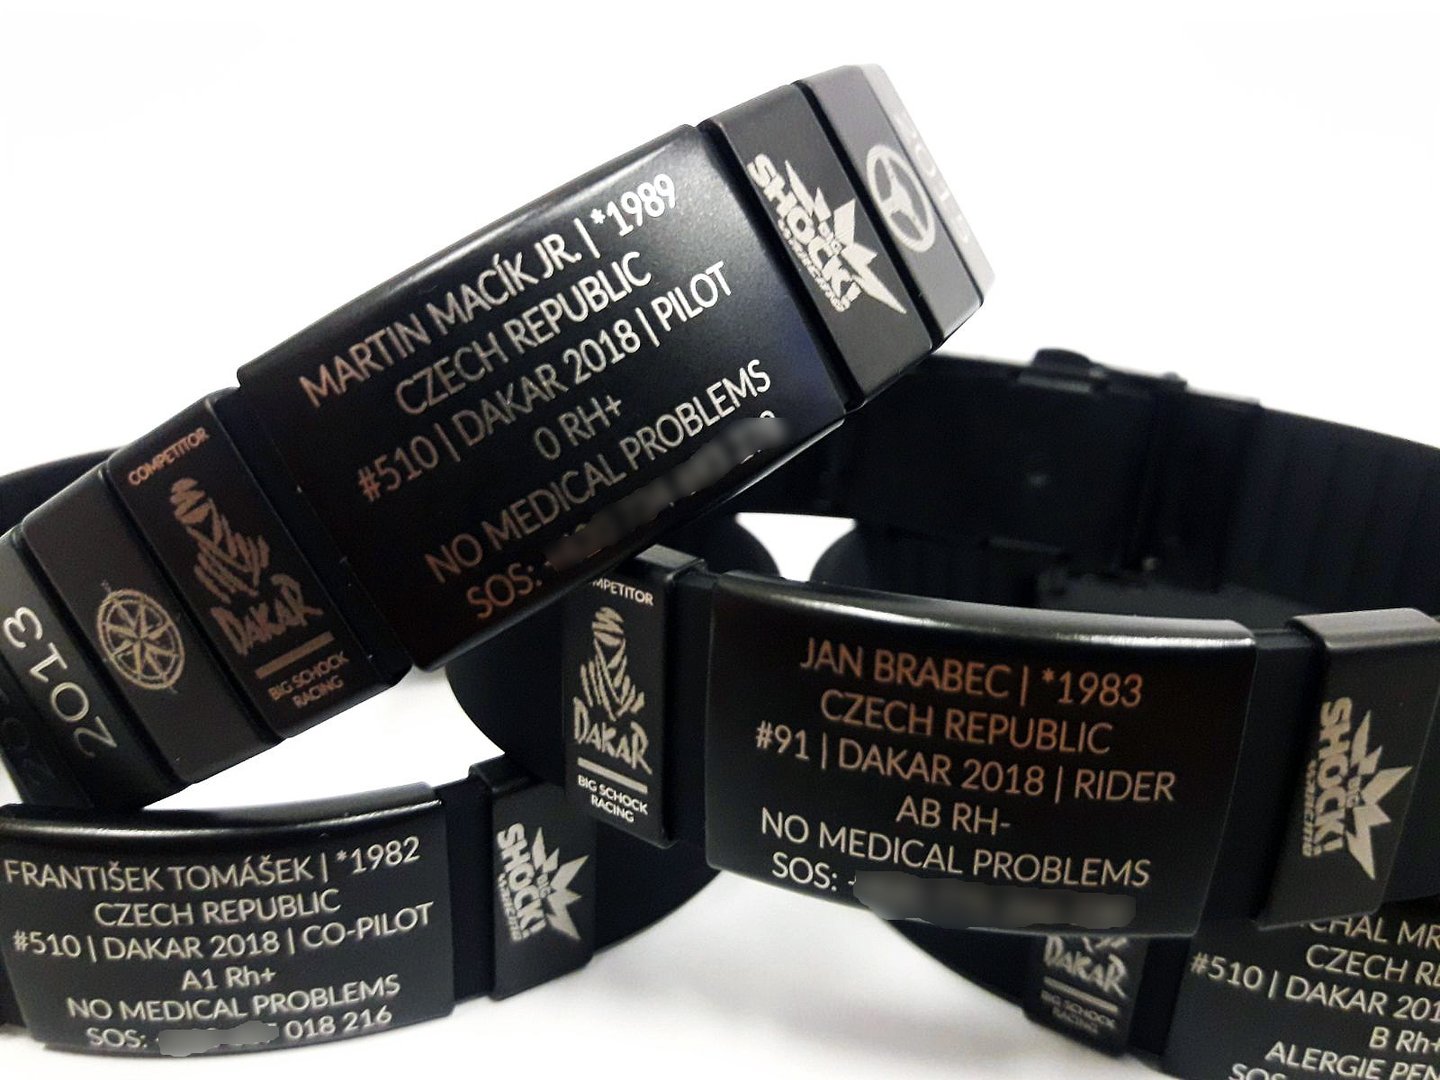 MARTIN MACÍK JR. | *1989
CZECH REPUBLIC
#510 | DAKAR 2018 | PILOT
0 RH+
NO MEDICAL PROBLEMS
SOS:
BIG
SHOCK!
COMPETITOR
DAKAR
BIG SCHOCK
RACING
2013
JAN BRABEC | *1983
CZECH REPUBLIC
#91 | DAKAR 2018 | RIDER
AB RH-
NO MEDICAL PROBLEMS
SOS:
DAKAR
BIG SCHOCK
RACING
BIG
SHOCK!
FRANTIŠEK TOMÁŠEK | *1982
CZECH REPUBLIC
#510 | DAKAR 2018 | CO-PILOT
A1 Rh+
NO MEDICAL PROBLEMS
SOS: 018 216
BIG
SHOCK!
DAKAR
BIG SCHOCK
RACING
CZECH
#510 | DAKAR
B Rh+
ALERGIE